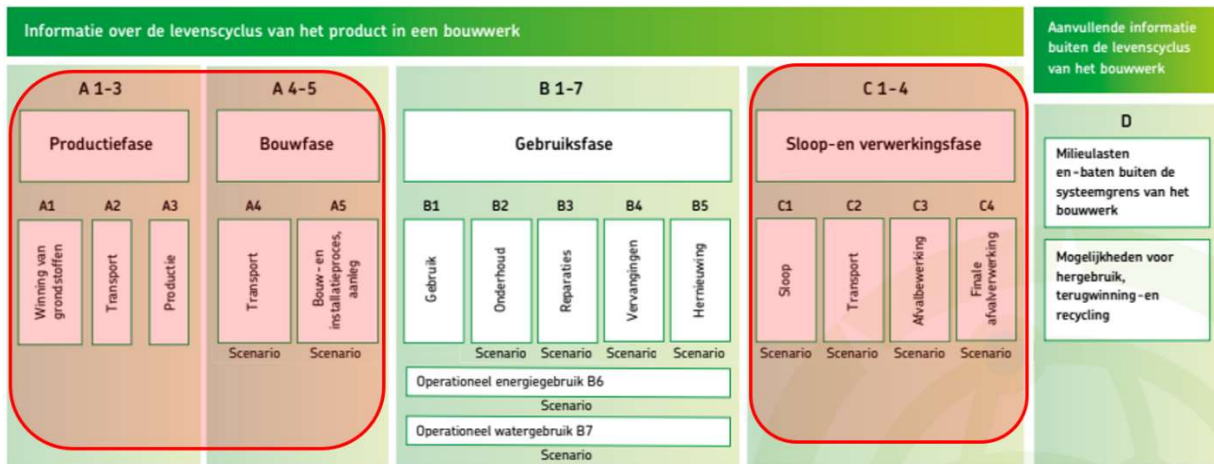 Informatie over de levenscyclus van het product in een bouwwerk
Aanvullende informatie
buiten de levenscyclus
van het bouwwerk
A 1-3
A 4-5
B 1-7
C 1-4
D
Productiefase
Bouwfase
Gebruiksfase
Sloop-en verwerkingsfase
Milieulasten
en-baten buiten de
systeemgrens van het
bouwwerk
A1
A2
A3
A4
A5
B1
B2
B3
B4
B5
C1
C2
C3
C4
Winning van
grondstoffen
Transport
Productie
Transport
Bouw-en
installatieproces,
aanleg
Gebruik
Onderhoud
Reparaties
Vervangingen
Hernieuwing
Sloop
Transport
Afvalbewerking
Finale
afvalverwerking
Mogelijkheden voor
hergebruik,
terugwinning-en
recycling
Scenario
Scenario
Scenario
Scenario
Scenario
Scenario
Scenario
Scenario
Scenario
Scenario
Operationeel energiegebruik B6
Scenario
Operationeel watergebruik B7
Scenario